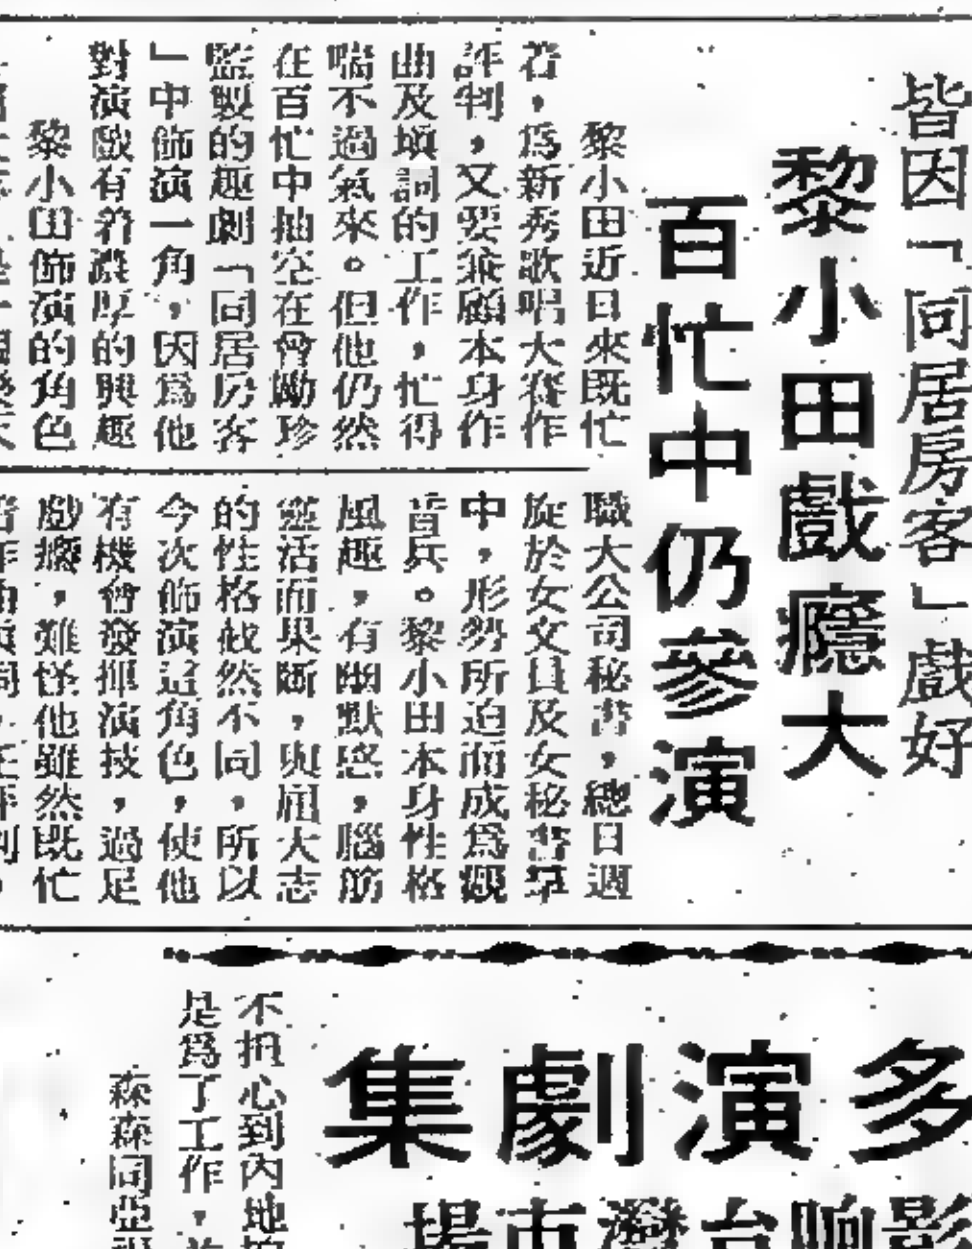 皆因「同居房客」戲好
黎小田戲癮大
百忙中仍參演
黎小田近日來既忙
着，爲新秀歌唱大賽作
評判，又要兼顧本身作
曲及塡詞的工作，忙得
喘不過氣來。但他仍然
在百忙中抽空在曾勵珍
監製的趣劇「同居房客
」中飾演一角，因爲他
對演戲有着濃厚的興趣
黎小田飾演的角色
職大公司秘書，總日週
旋於女文員及女秘書羣
中，形勢所迫而成爲觀
音兵。黎小田本身性格
風趣，有幽默感，腦筋
靈活而果斷，與屈大志
的性格截然不同，所以
今次飾演這角色，使他
有機會發揮演技，過足
戲癮，難怪他雖然既忙
多演劇集
影响台灣市場
不担心到內地
是爲了工作，
森森同亞